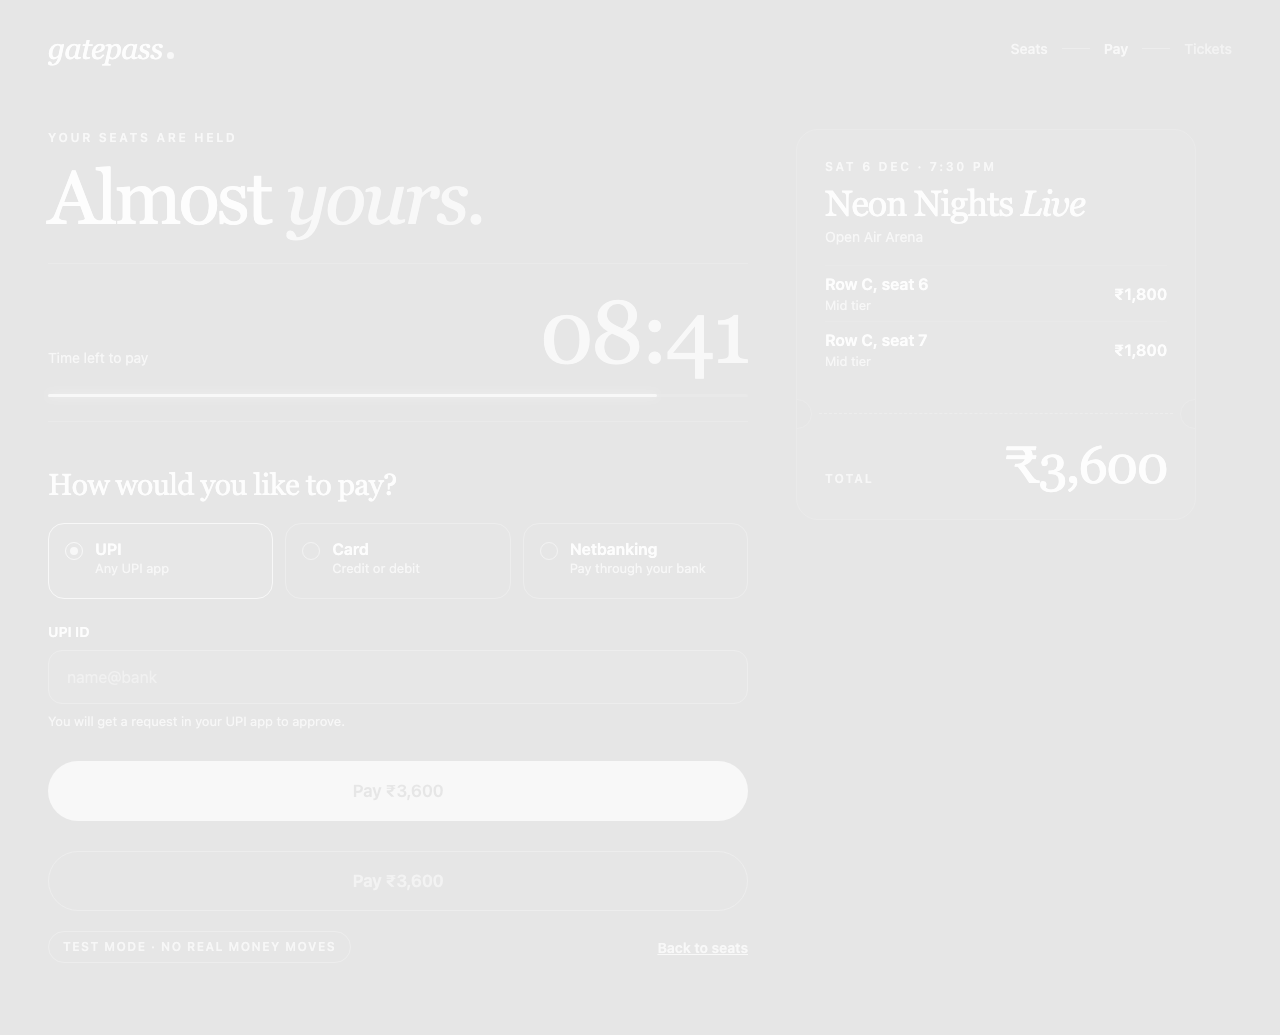 gatepass.
Seats
Pay
Tickets
YOUR SEATS ARE HELD
Almost yours.
Time left to pay
08:41
How would you like to pay?
UPI
Any UPI app
Card
Credit or debit
Netbanking
Pay through your bank
UPI ID
name@bank
You will get a request in your UPI app to approve.
Pay ₹3,600
Pay ₹3,600
TEST MODE · NO REAL MONEY MOVES
Back to seats
SAT 6 DEC · 7:30 PM
Neon Nights Live
Open Air Arena
Row C, seat 6
Mid tier
₹1,800
Row C, seat 7
Mid tier
₹1,800
TOTAL
₹3,600